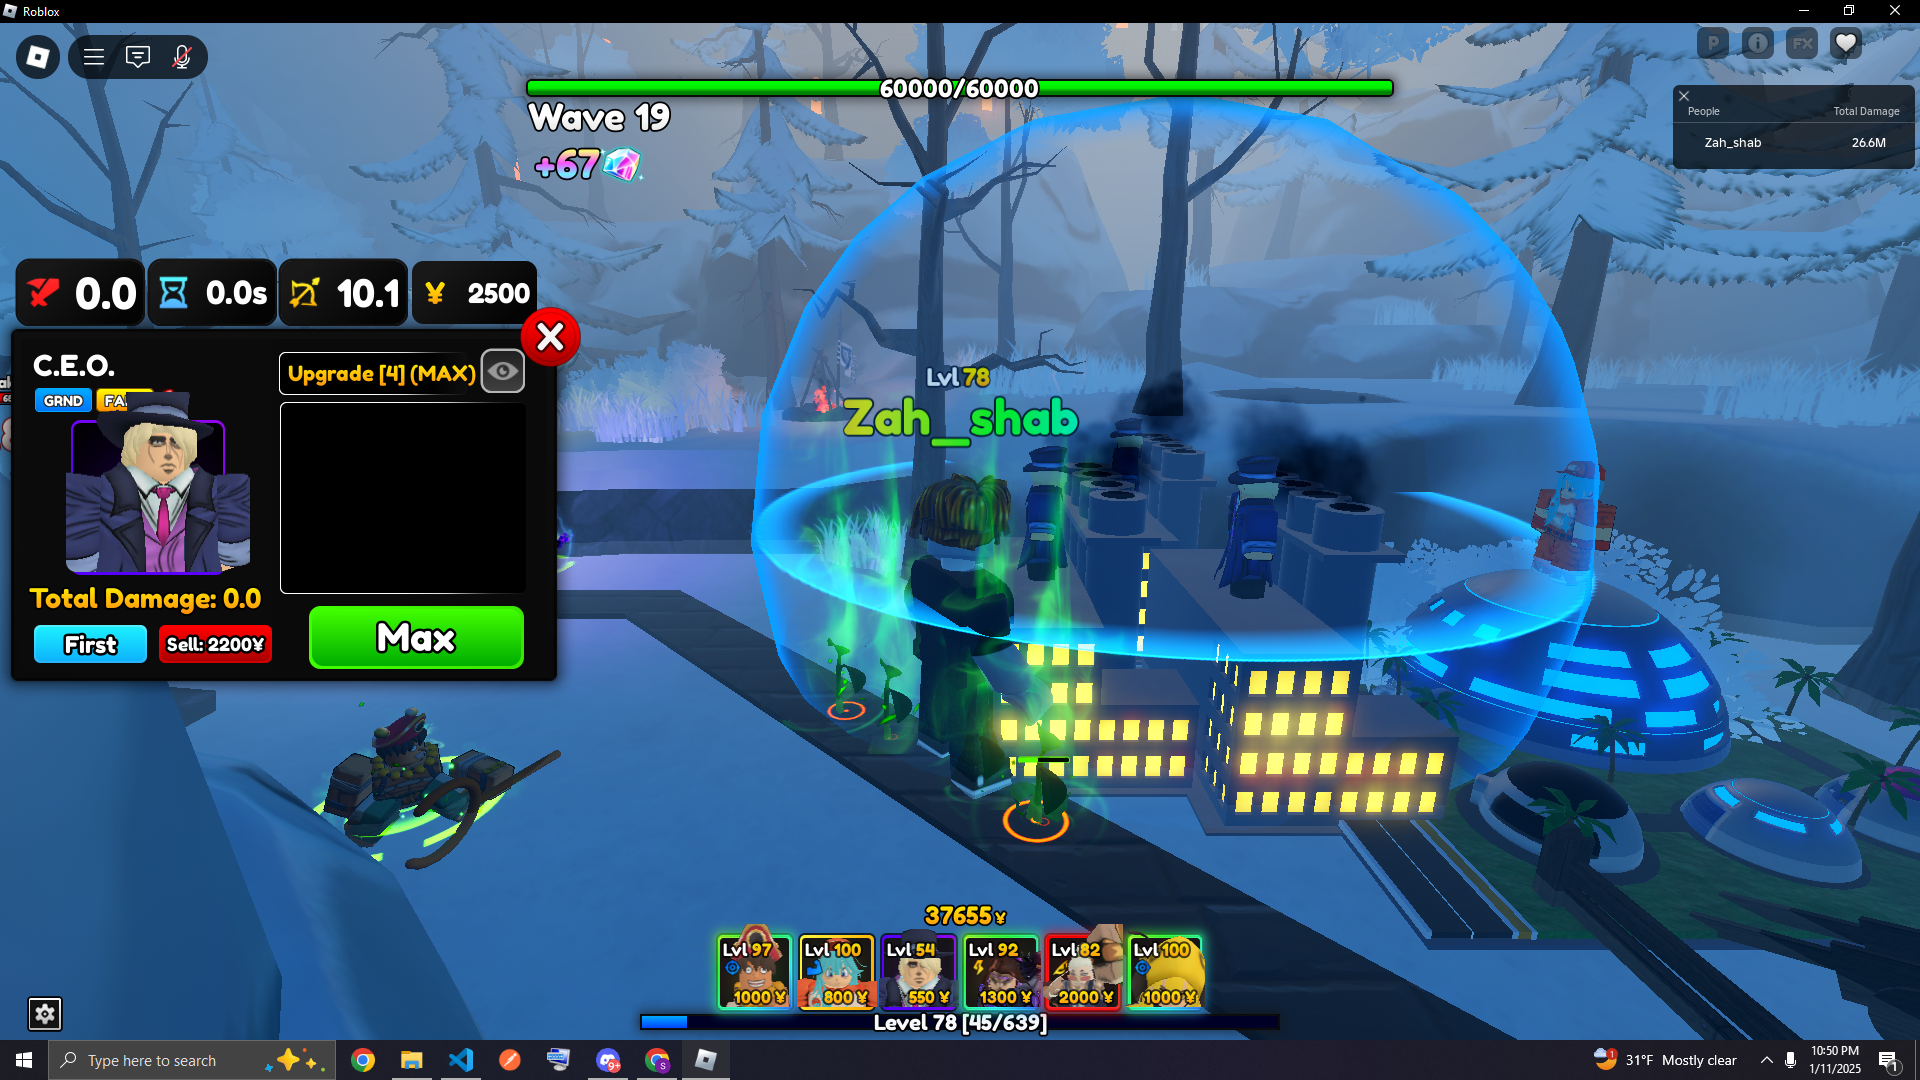 Roblox
P
FX
60000/60000
Wave 19
+67
People Total Damage
Zah_shab 26.6M
0.0
0.0s
10.1
¥ 2500
C.E.O.
GRND
Upgrade [4] (MAX)
Total Damage: 0.0
First
Sell: 2200¥
Max
Lvl 78
Zah_shab
37655¥
Lvl 97
1000 ¥
Lvl 100
800 ¥
Lvl 54
550 ¥
Lvl 92
1300 ¥
Lvl 82
2000 ¥
Lvl 100
1000 ¥
Level 78 [45/639]
Type here to search
9+
31°F Mostly clear
10:50 PM
1/11/2025
1